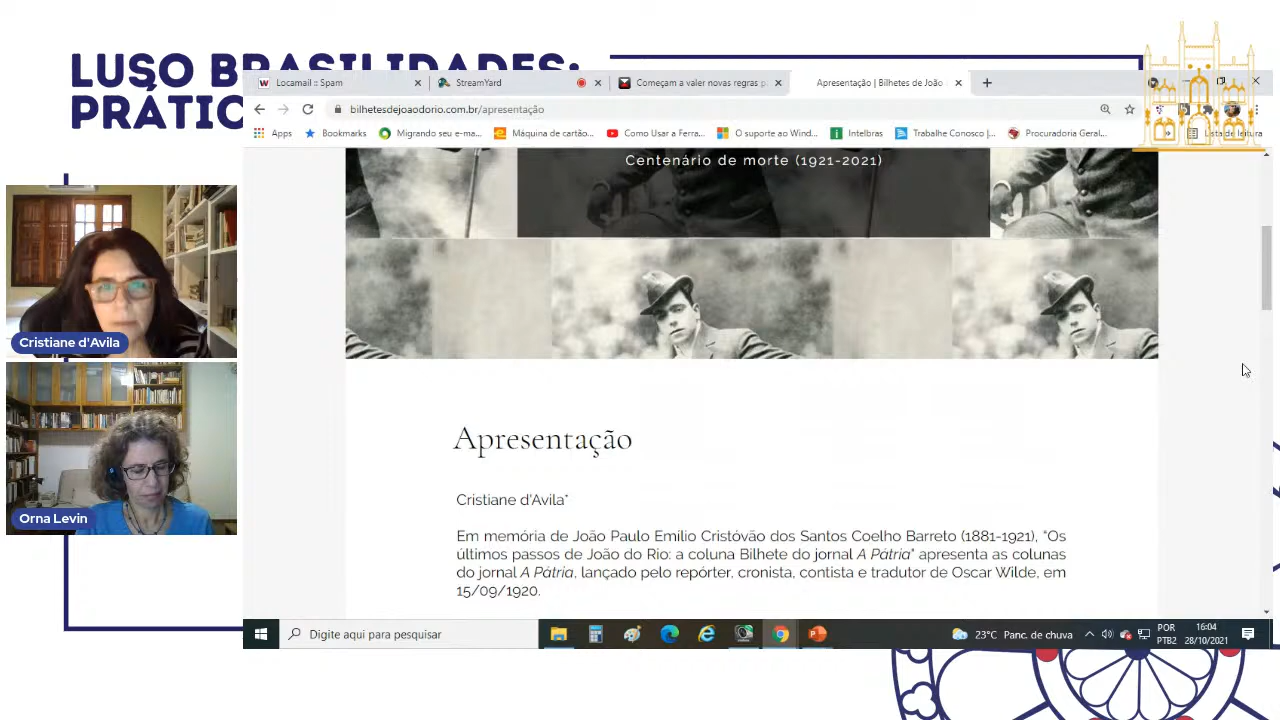 LUSO BRASILIDADES:
PRÁTIC
Locamail :: Spam
StreamYard
Começam a valer novas regras p
Apresentação | Bilhetes de João
bilhetesdejoaodorio.com.br/apresentação
Apps
Bookmarks
Migrando seu e-ma...
Máquina de cartão...
Como Usar a Ferra...
O suporte ao Wind...
Intelbras
Trabalhe Conosco |...
Procuradoria Geral...
»
Lista de leitura
Centenário de morte (1921-2021)
Cristiane d'Avila
Orna Levin
Apresentação
Cristiane d'Avila*
Em memória de João Paulo Emílio Cristóvão dos Santos Coelho Barreto (1881-1921), "Os
últimos passos de João do Rio: a coluna Bilhete do jornal A Pátria" apresenta as colunas
do jornal A Pátria, lançado pelo repórter, cronista, contista e tradutor de Oscar Wilde, em
15/09/1920.
Digite aqui para pesquisar
23°C Panc. de chuva
POR
PTB2
16:04
28/10/2021